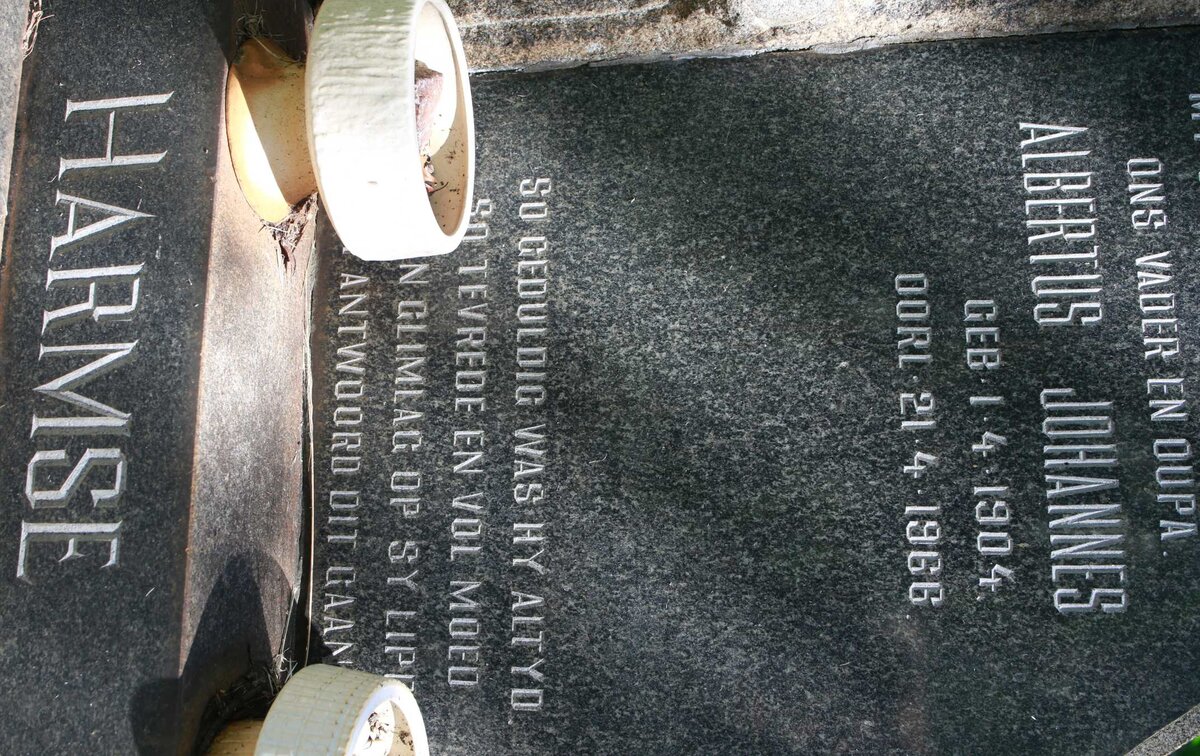 ONS VADER EN OUPA.
ALBERTUS JOHANNES
GEB. 1.4.1904.
OORL. 21.4.1966
SO GEDULDIG WAS HY ALTYD.
SO TEVREDE EN VOL MOED
GLIMLAG OP SY
ANTWOORD DIT GAAN
HARMSE